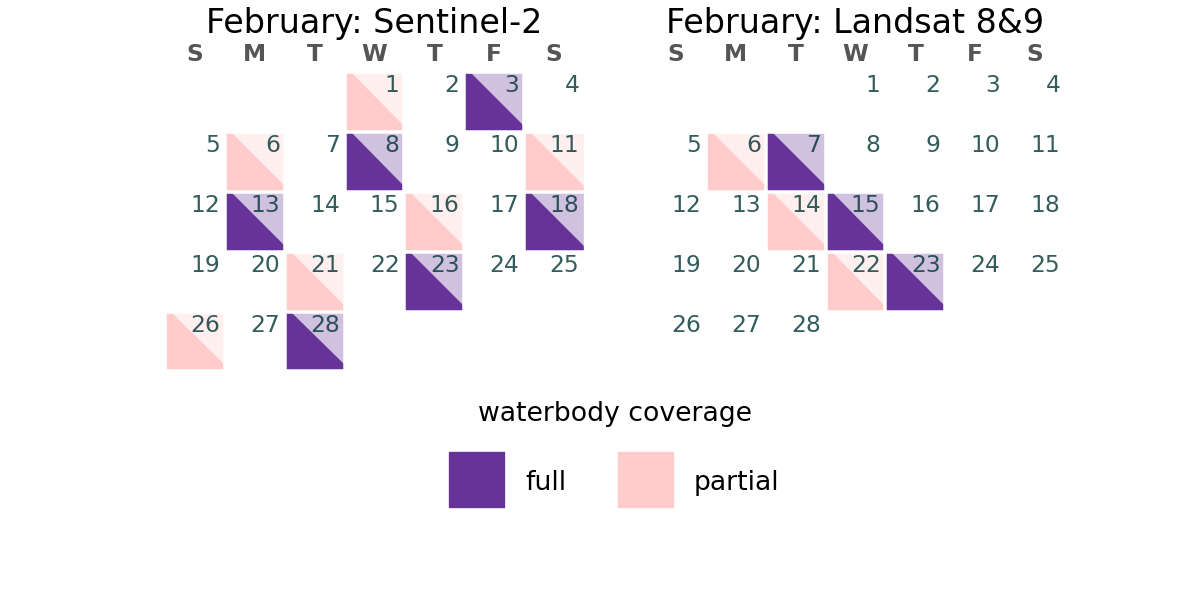 February: Sentinel-2
S M T W T F S
1 2 3 4
5 6 7 8 9 10 11
12 13 14 15 16 17 18
19 20 21 22 23 24 25
26 27 28
February: Landsat 8&9
S M T W T F S
1 2 3 4
5 6 7 8 9 10 11
12 13 14 15 16 17 18
19 20 21 22 23 24 25
26 27 28
waterbody coverage
full partial